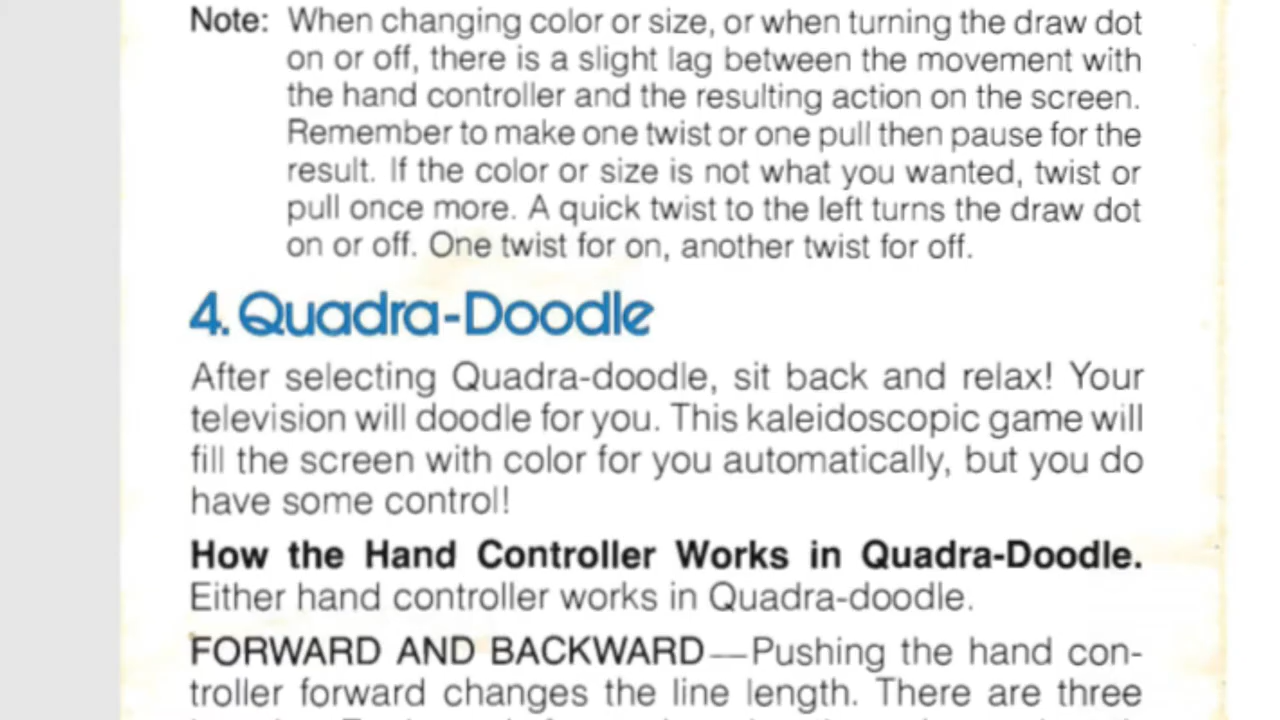 Note: When changing color or size, or when turning the draw dot
on or off, there is a slight lag between the movement with
the hand controller and the resulting action on the screen.
Remember to make one twist or one pull then pause for the
result. If the color or size is not what you wanted, twist or
pull once more. A quick twist to the left turns the draw dot
on or off. One twist for on, another twist for off.
4. Quadra-Doodle
After selecting Quadra-doodle, sit back and relax! Your
television will doodle for you. This kaleidoscopic game will
fill the screen with color for you automatically, but you do
have some control!
How the Hand Controller Works in Quadra-Doodle.
Either hand controller works in Quadra-doodle.
FORWARD AND BACKWARD—Pushing the hand con-
troller forward changes the line length. There are three